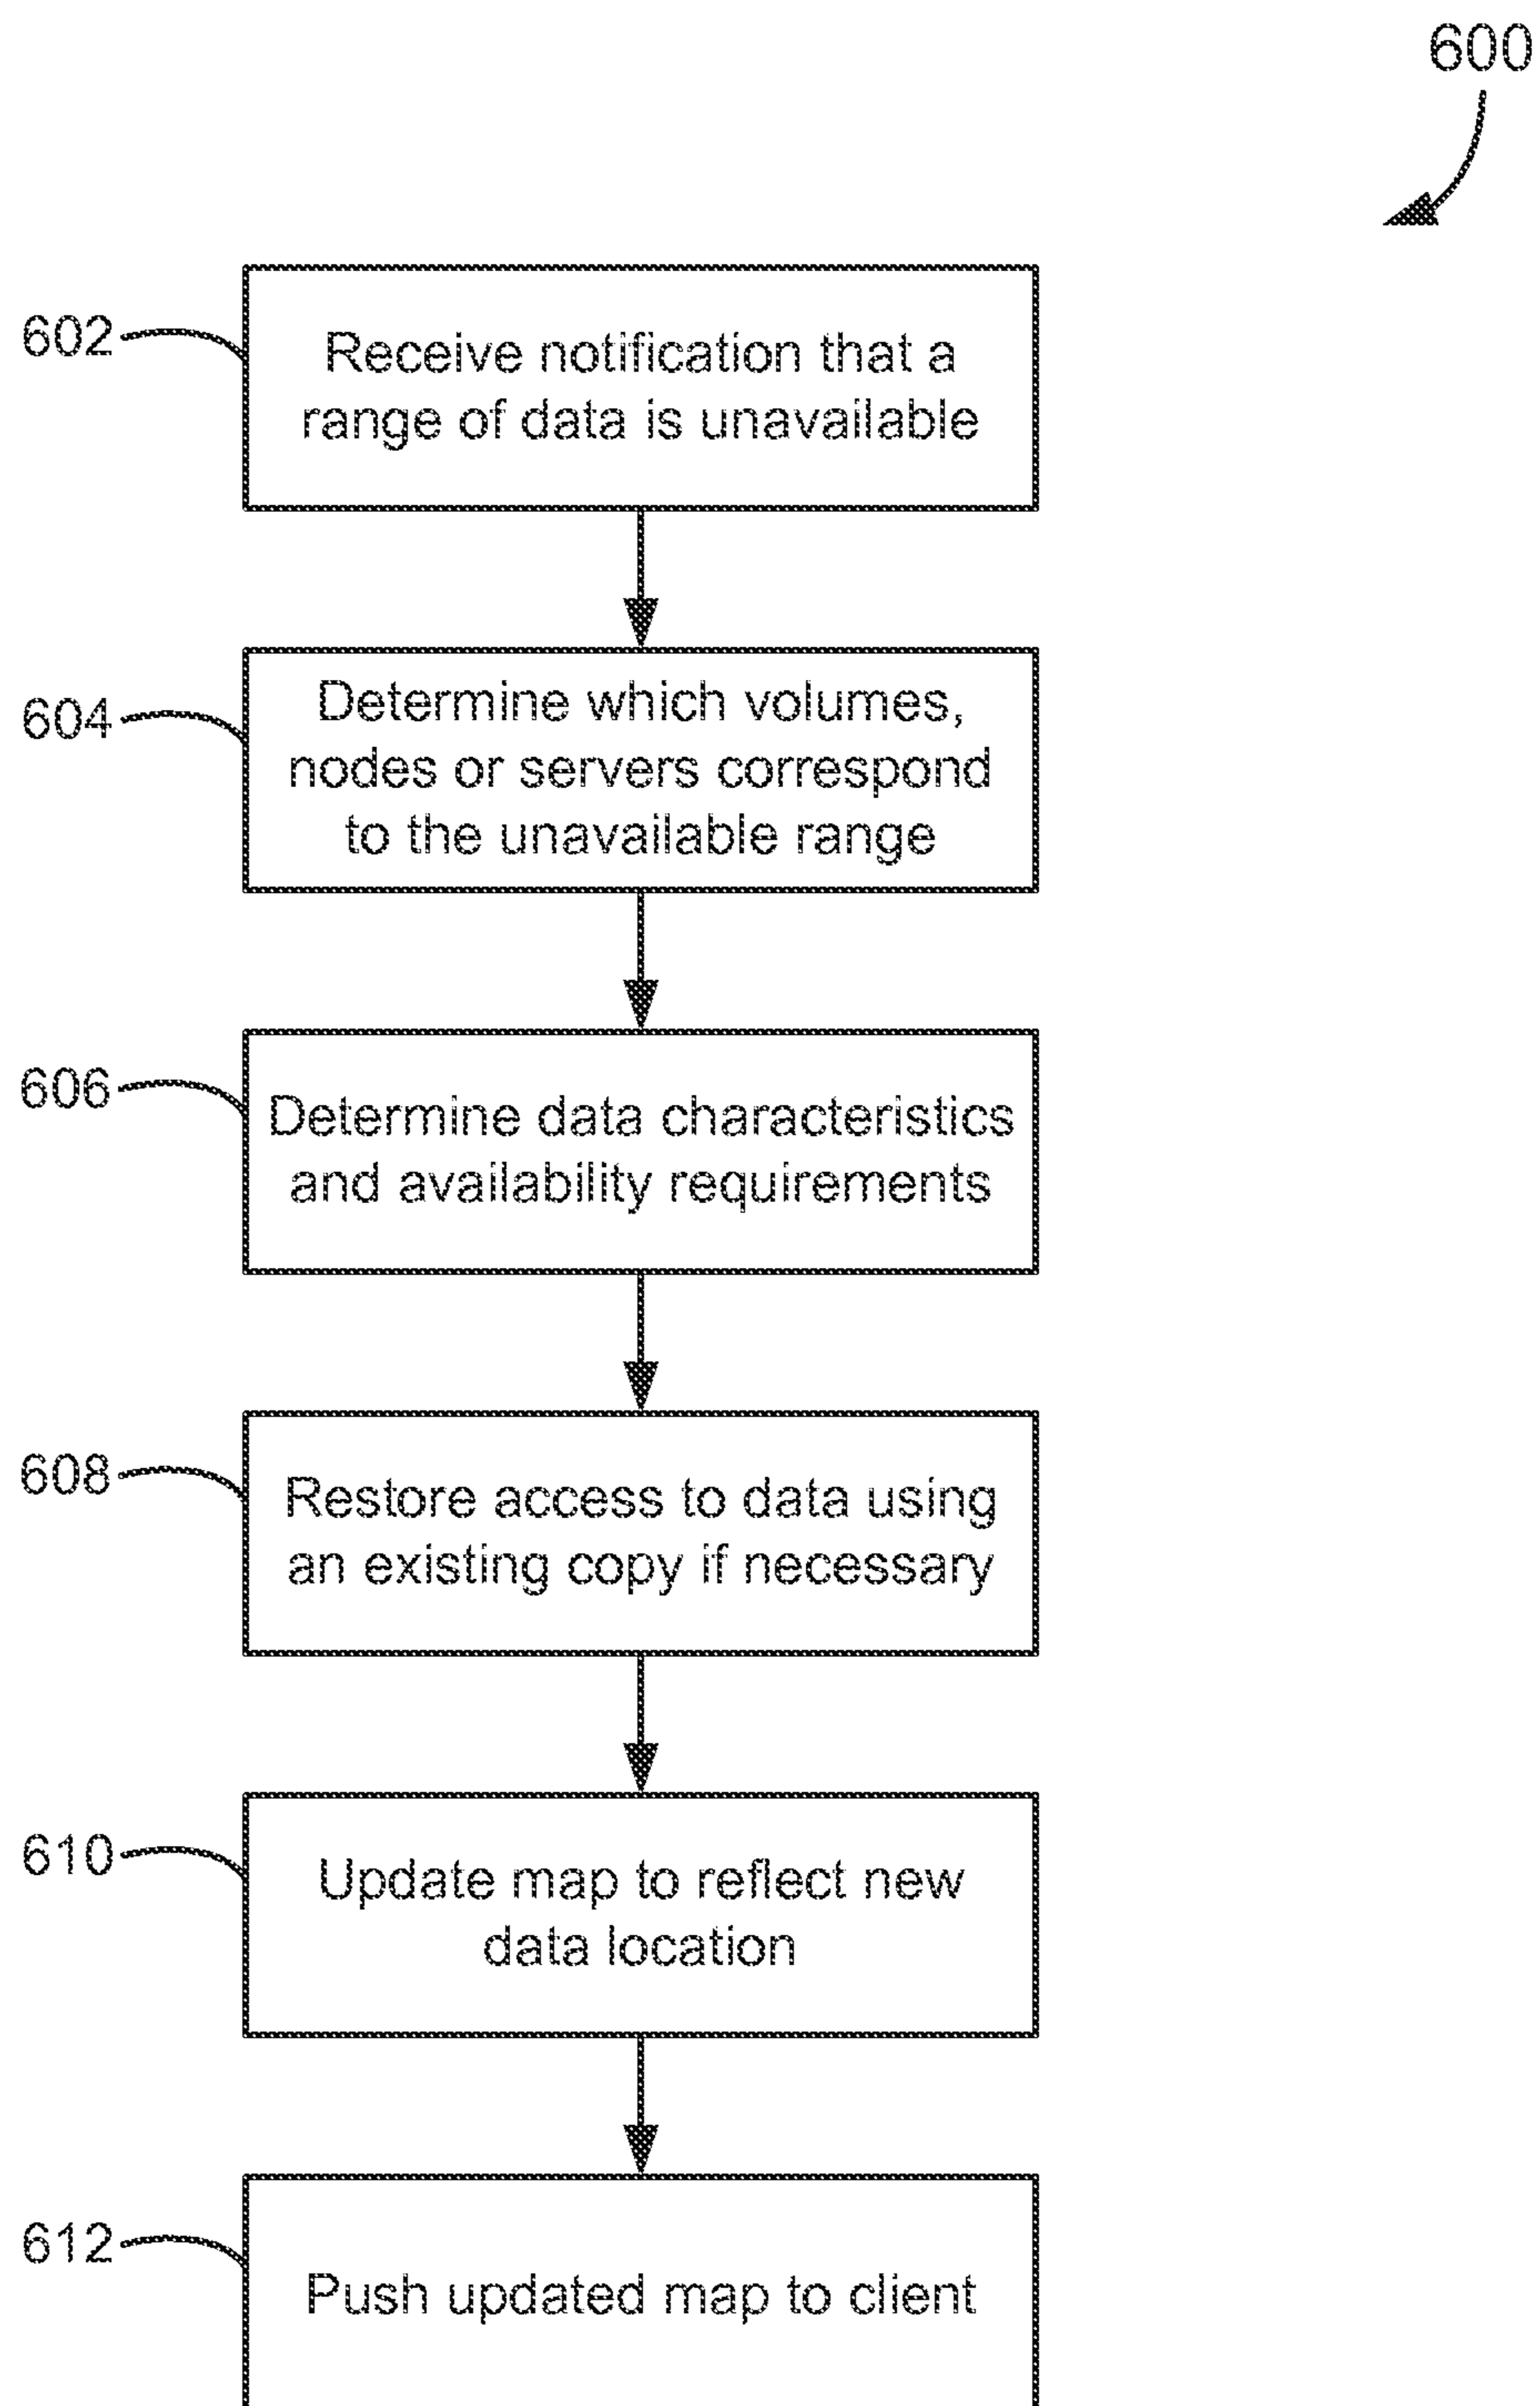 600
602
Receive notification that a
range of data is unavailable
604
Determine which volumes,
nodes or servers correspond
to the unavailable range
606
Determine data characteristics
and availability requirements
608
Restore access to data using
an existing copy if necessary
610
Update map to reflect new
data location
612
Push updated map to client